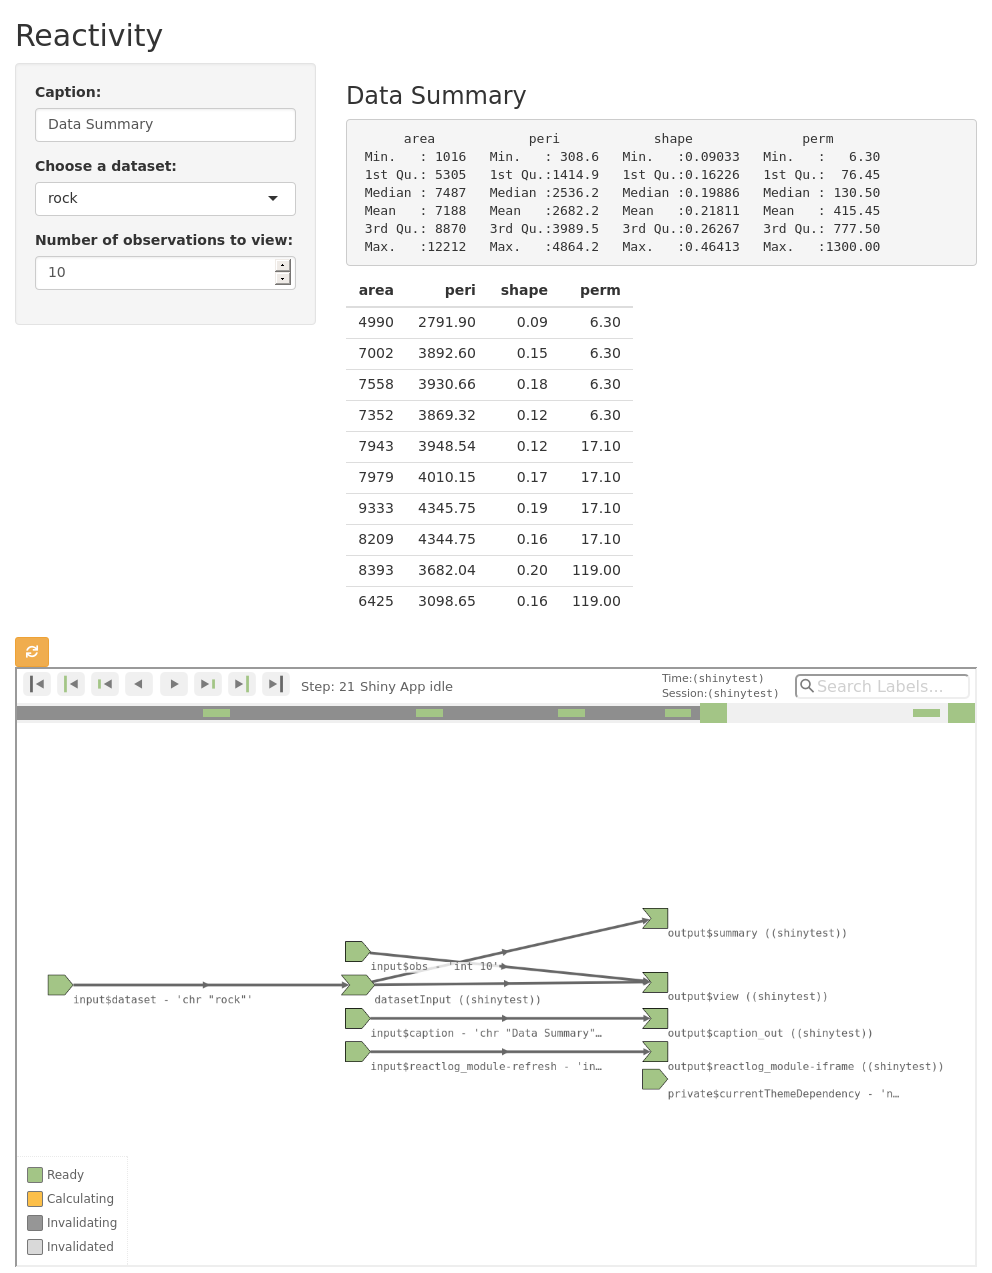 Reactivity
Caption:
Data Summary
Choose a dataset:
rock
Number of observations to view:
10
Data Summary
area peri shape perm
Min. : 1016 Min. : 308.6 Min. :0.09033 Min. : 6.30
1st Qu.: 5305 1st Qu.:1414.9 1st Qu.:0.16226 1st Qu.: 76.45
Median : 7487 Median :2536.2 Median :0.19886 Median : 130.50
Mean : 7188 Mean :2682.2 Mean :0.21811 Mean : 415.45
3rd Qu.: 8870 3rd Qu.:3989.5 3rd Qu.:0.26267 3rd Qu.: 777.50
Max. :12212 Max. :4864.2 Max. :0.46413 Max. :1300.00
area peri shape perm
4990 2791.90 0.09 6.30
7002 3892.60 0.15 6.30
7558 3930.66 0.18 6.30
7352 3869.32 0.12 6.30
7943 3948.54 0.12 17.10
7979 4010.15 0.17 17.10
9333 4345.75 0.19 17.10
8209 4344.75 0.16 17.10
8393 3682.04 0.20 119.00
6425 3098.65 0.16 119.00
Step: 21 Shiny App idle
Time:(shinytest)
Session:(shinytest)
Search Labels...
output$summary ((shinytest))
input$obs - 'int 10'
input$dataset - 'chr "rock"'
datasetInput ((shinytest))
output$view ((shinytest))
input$caption - 'chr "Data Summary"…
output$caption_out ((shinytest))
input$reactlog_module-refresh - 'in…
output$reactlog_module-iframe ((shinytest))
private$currentThemeDependency - 'n…
Ready
Calculating
Invalidating
Invalidated